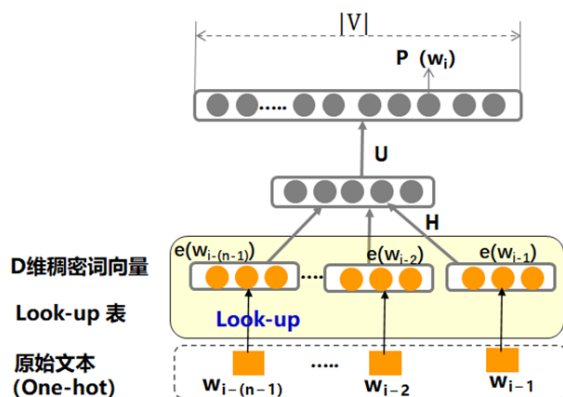 |V|
P (wᵢ)
.....
U
H
e(wᵢ₋₍ₙ₋₁₎)
e(wᵢ₋₂)
e(wᵢ₋₁)
D维稠密词向量
....
Look-up 表
Look-up
原始文本
(One-hot)
.....
wᵢ₋₍ₙ₋₁₎
wᵢ₋₂
wᵢ₋₁